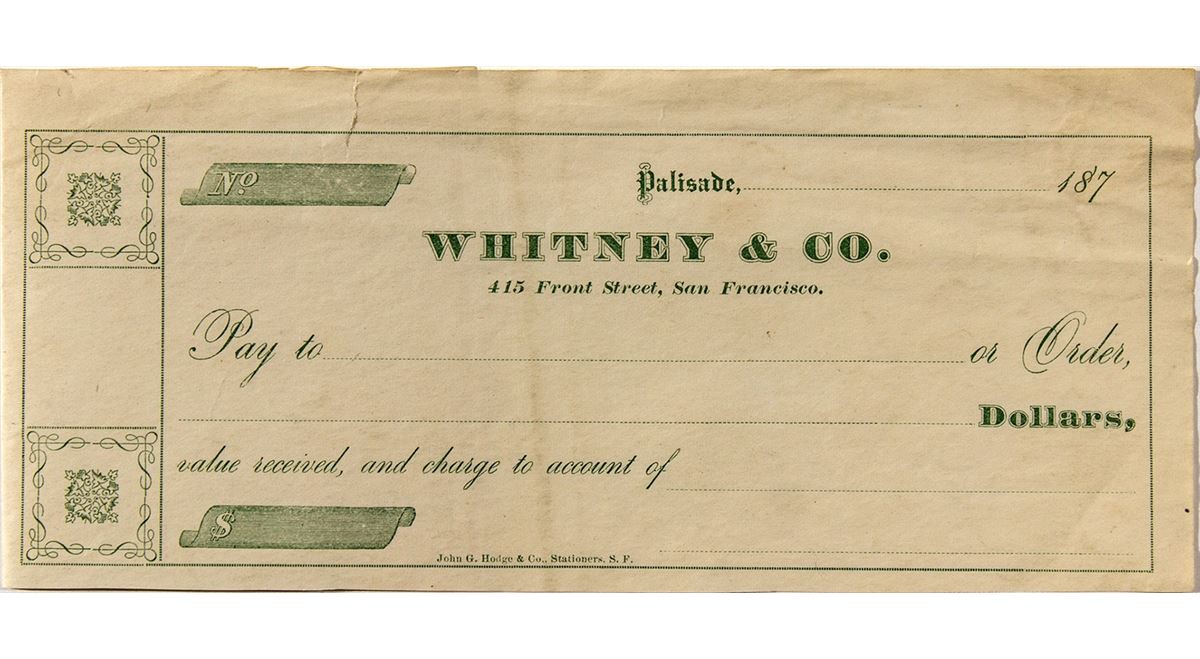 No
Palisade, 187
WHITNEY & CO.
415 Front Street, San Francisco.
Pay to or Order,
Dollars,
value received, and charge to account of
$
John G. Hodge & Co., Stationers, S. F.